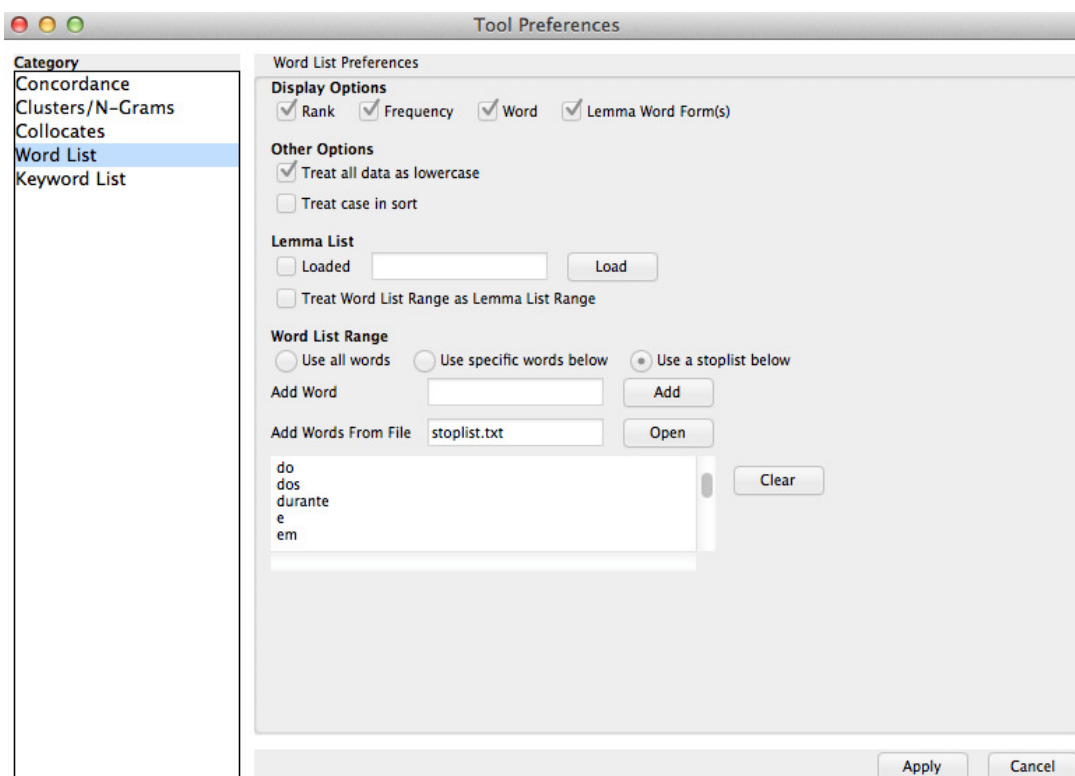 Tool Preferences
Category
Concordance
Clusters/N-Grams
Collocates
Word List
Keyword List
Word List Preferences
Display Options
Rank Frequency Word Lemma Word Form(s)
Other Options
Treat all data as lowercase
Treat case in sort
Lemma List
Loaded Load
Treat Word List Range as Lemma List Range
Word List Range
Use all words Use specific words below Use a stoplist below
Add Word Add
Add Words From File stoplist.txt Open
do
dos
durante
e
em
Clear
Apply Cancel